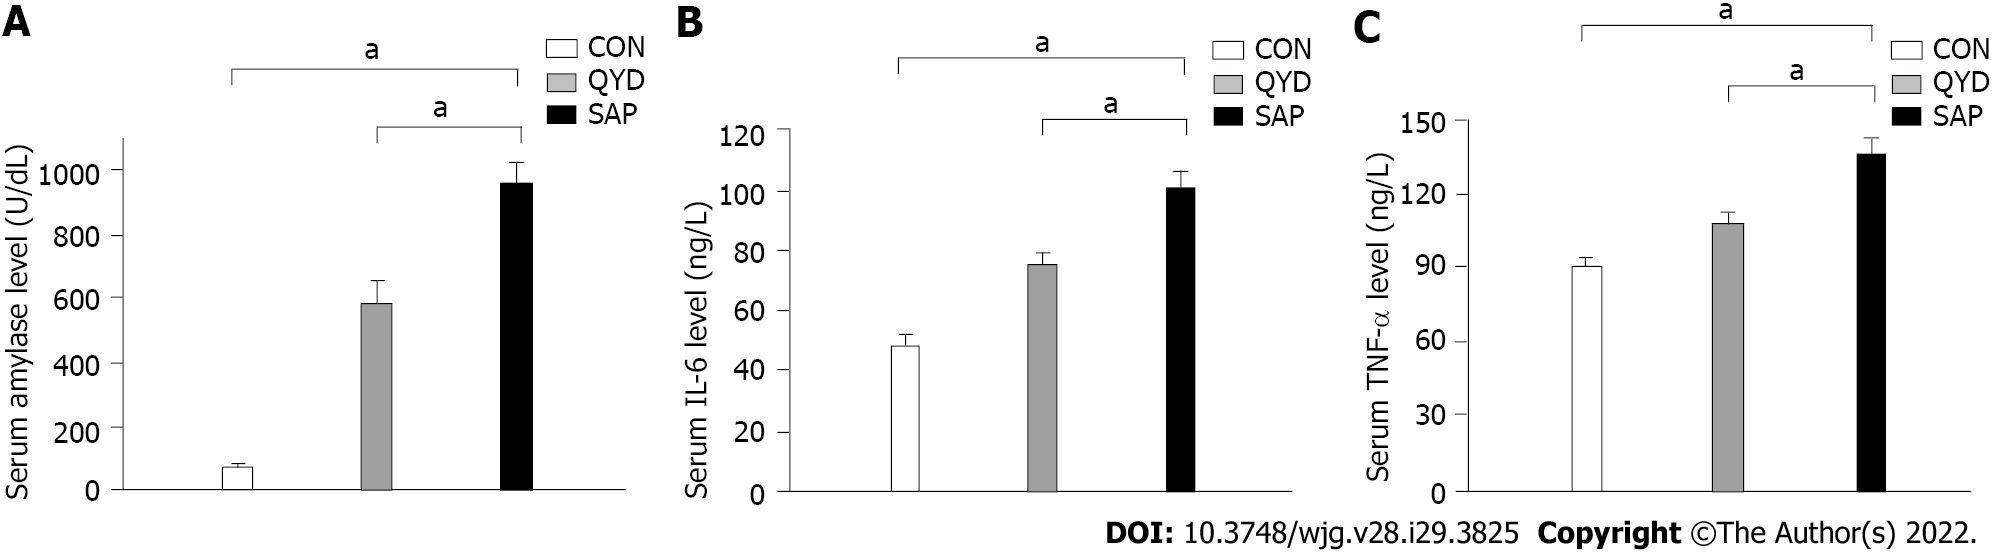 A
a
a
CON
QYD
SAP
Serum amylase level (U/dL)
1000
800
600
400
200
0
B
a
a
CON
QYD
SAP
Serum IL-6 level (ng/L)
120
100
80
60
40
20
0
C
a
a
CON
QYD
SAP
Serum TNF-α level (ng/L)
150
120
90
60
30
0
DOI: 10.3748/wjg.v28.i29.3825 Copyright ©The Author(s) 2022.